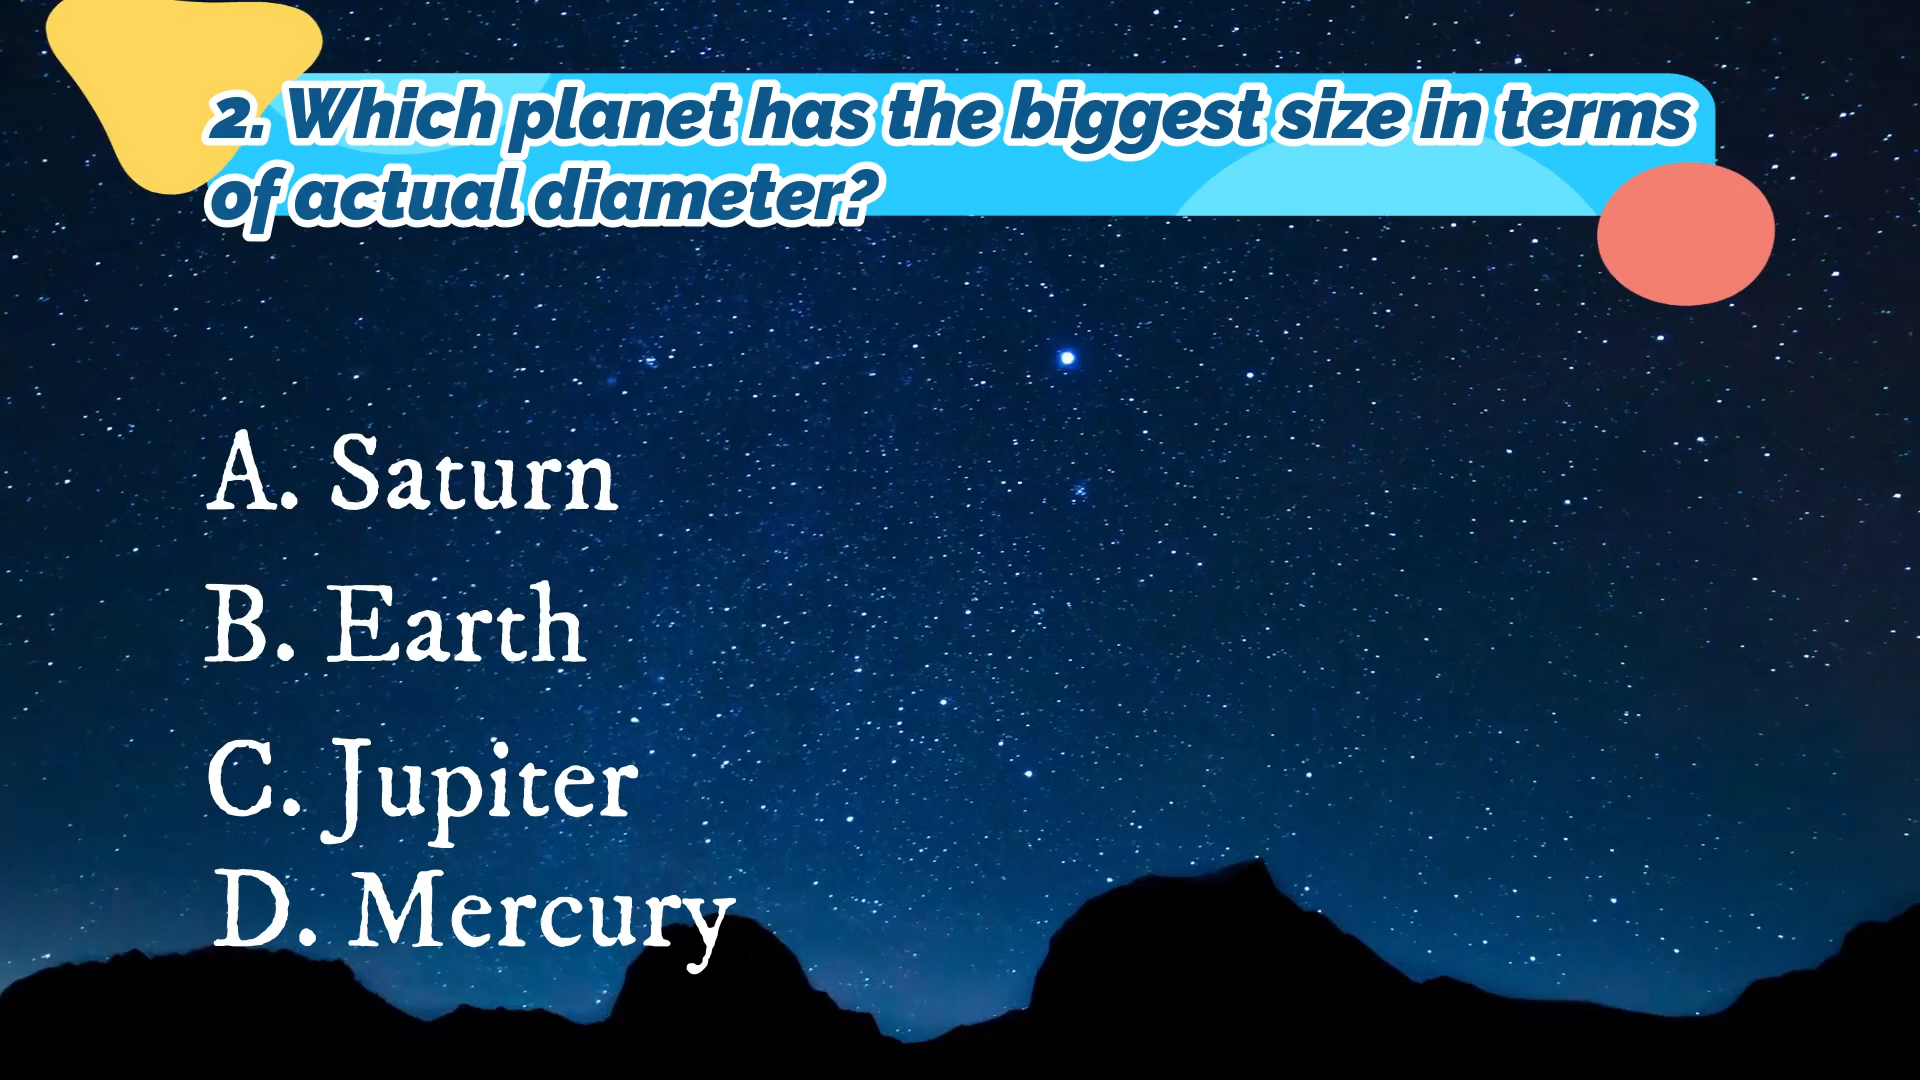 2. Which planet has the biggest size in terms
of actual diameter?
A. Saturn
B. Earth
C. Jupiter
D. Mercury